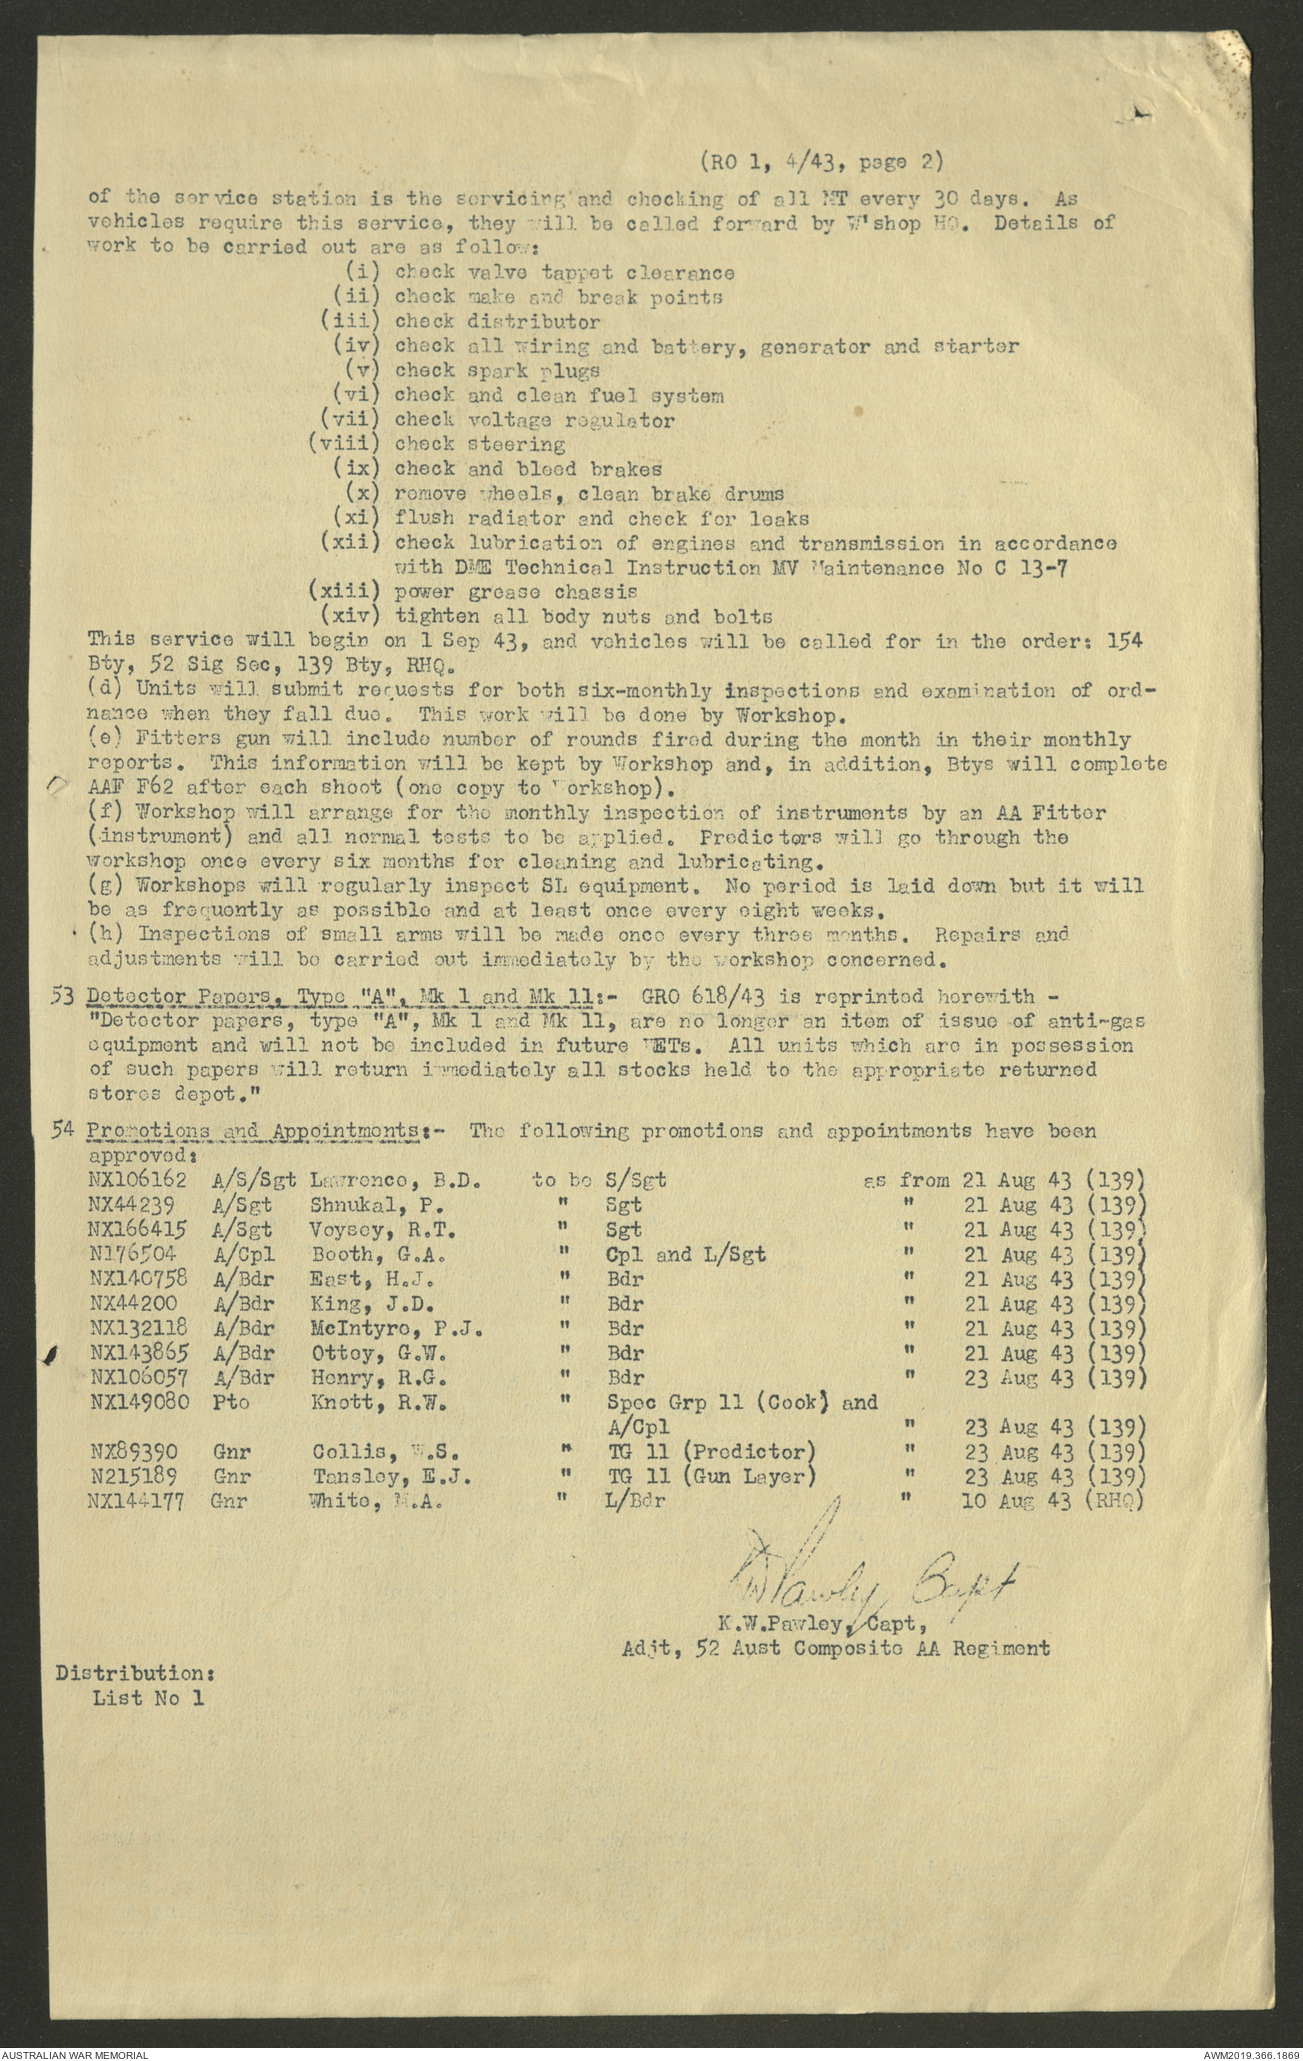 (RO 1, 4/43, page 2)
of the service station is the servicing and checking of all MT every 30 days. As
vehicles require this service, they will be called forward by W'shop HQ. Details of
work to be carried out are as follow:
(i) check valve tappet clearance
(ii) check make and break points
(iii) check distributor
(iv) check all wiring and battery, generator and starter
(v) check spark plugs
(vi) check and clean fuel system
(vii) check voltage regulator
(viii) check steering
(ix) check and bleed brakes
(x) remove wheels, clean brake drums
(xi) flush radiator and check for leaks
(xii) check lubrication of engines and transmission in accordance
with DME Technical Instruction MV Maintenance No C 13-7
(xiii) power grease chassis
(xiv) tighten all body nuts and bolts
This service will begin on 1 Sep 43, and vehicles will be called for in the order: 154
Bty, 52 Sig Sec, 139 Bty, RHQ.
(d) Units will submit requests for both six-monthly inspections and examination of ord-
nance when they fall due. This work will be done by Workshop.
(e) Fitters gun will include number of rounds fired during the month in their monthly
reports. This information will be kept by Workshop and, in addition, Btys will complete
AAF F62 after each shoot (one copy to Workshop).
(f) Workshop will arrange for the monthly inspection of instruments by an AA Fitter
(instrument) and all normal tests to be applied. Predictors will go through the
workshop once every six months for cleaning and lubricating.
(g) Workshops will regularly inspect SL equipment. No period is laid down but it will
be as frequently as possible and at least once every eight weeks.
(h) Inspections of small arms will be made once every three months. Repairs and
adjustments will be carried out immediately by the workshop concerned.
53 Detector Papers, Type "A", Mk 1 and Mk 11:- GRO 618/43 is reprinted herewith -
"Detector papers, type "A", Mk 1 and Mk 11, are no longer an item of issue of anti-gas
equipment and will not be included in future WETs. All units which are in possession
of such papers will return immediately all stocks held to the appropriate returned
stores depot."
54 Promotions and Appointments:- The following promotions and appointments have been
approved:
NX106162 A/S/Sgt Lawrence, B.D. to be S/Sgt as from 21 Aug 43 (139)
NX44239 A/Sgt Shnukal, P. " Sgt " 21 Aug 43 (139)
NX166415 A/Sgt Voysey, R.T. " Sgt " 21 Aug 43 (139)
N176504 A/Cpl Booth, G.A. " Cpl and L/Sgt " 21 Aug 43 (139)
NX140758 A/Bdr East, H.J. " Bdr " 21 Aug 43 (139)
NX44200 A/Bdr King, J.D. " Bdr " 21 Aug 43 (139)
NX132118 A/Bdr McIntyre, P.J. " Bdr " 21 Aug 43 (139)
NX143865 A/Bdr Ottey, G.W. " Bdr " 21 Aug 43 (139)
NX106057 A/Bdr Henry, R.G. " Bdr " 23 Aug 43 (139)
NX149080 Pte Knott, R.W. " Spec Grp 11 (Cook) and
A/Cpl " 23 Aug 43 (139)
NX89390 Gnr Collis, W.S. " TG 11 (Predictor) " 23 Aug 43 (139)
N215189 Gnr Tansley, E.J. " TG 11 (Gun Layer) " 23 Aug 43 (139)
NX144177 Gnr White, M.A. " L/Bdr " 10 Aug 43 (RHQ)
KWPawley Capt
K.W.Pawley, Capt,
Adjt, 52 Aust Composite AA Regiment
Distribution:
List No 1
AUSTRALIAN WAR MEMORIAL
AWM2019.366.1869